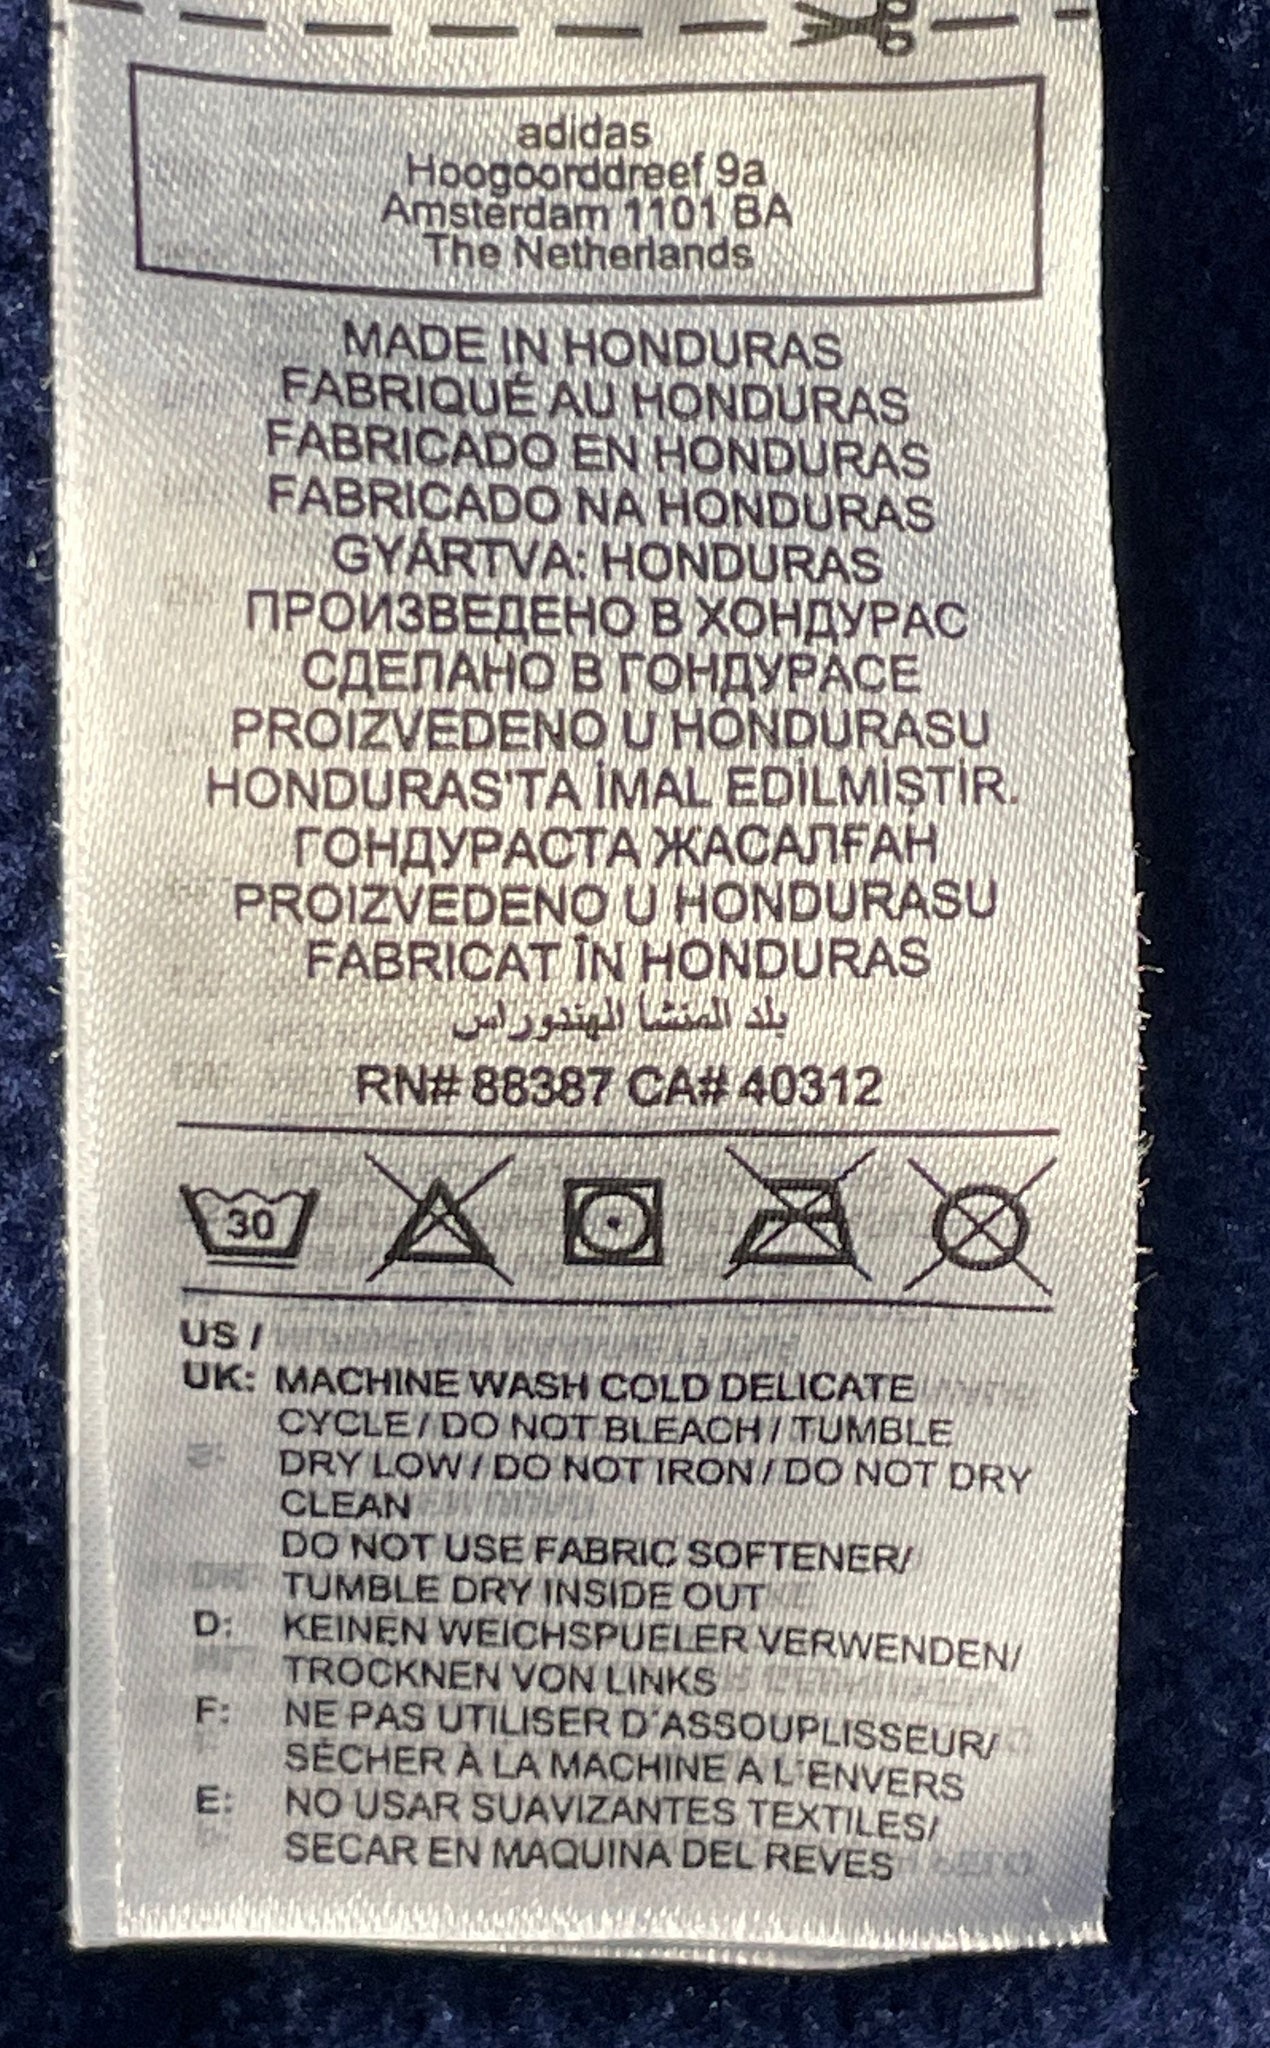 adidas
Hoogoorddreef 9a
Amsterdam 1101 BA
The Netherlands
MADE IN HONDURAS
FABRIQUÉ AU HONDURAS
FABRICADO EN HONDURAS
FABRICADO NA HONDURAS
GYÁRTVA: HONDURAS
ПРОИЗВЕДЕНО В ХОНДУРАС
СДЕЛАНО В ГОНДУРАСЕ
PROIZVEDENO U HONDURASU
HONDURAS'TA İMAL EDİLMİŞTİR.
ГОНДУРАСТА ЖАСАЛҒАН
PROIZVEDENO U HONDURASU
FABRICAT ÎN HONDURAS
بلد المنشأ الهندوراس
RN# 88387 CA# 40312
30
US /
UK: MACHINE WASH COLD DELICATE
CYCLE / DO NOT BLEACH / TUMBLE
DRY LOW / DO NOT IRON / DO NOT DRY
CLEAN
DO NOT USE FABRIC SOFTENER/
TUMBLE DRY INSIDE OUT
D: KEINEN WEICHSPUELER VERWENDEN/
TROCKNEN VON LINKS
F: NE PAS UTILISER D'ASSOUPLISSEUR/
SÉCHER À LA MACHINE A L'ENVERS
E: NO USAR SUAVIZANTES TEXTILES/
SECAR EN MAQUINA DEL REVES